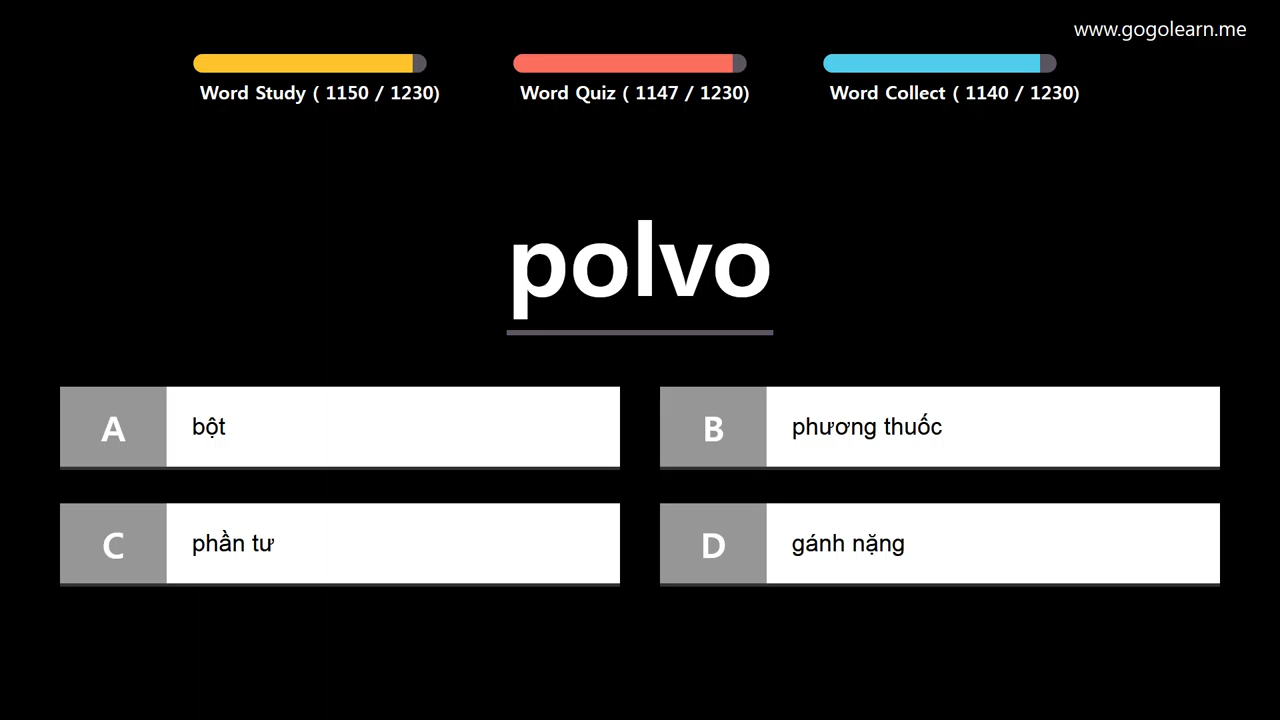 www.gogolearn.me
Word Study ( 1150 / 1230)
Word Quiz ( 1147 / 1230)
Word Collect ( 1140 / 1230)
polvo
A bột
B phương thuốc
C phần tư
D gánh nặng